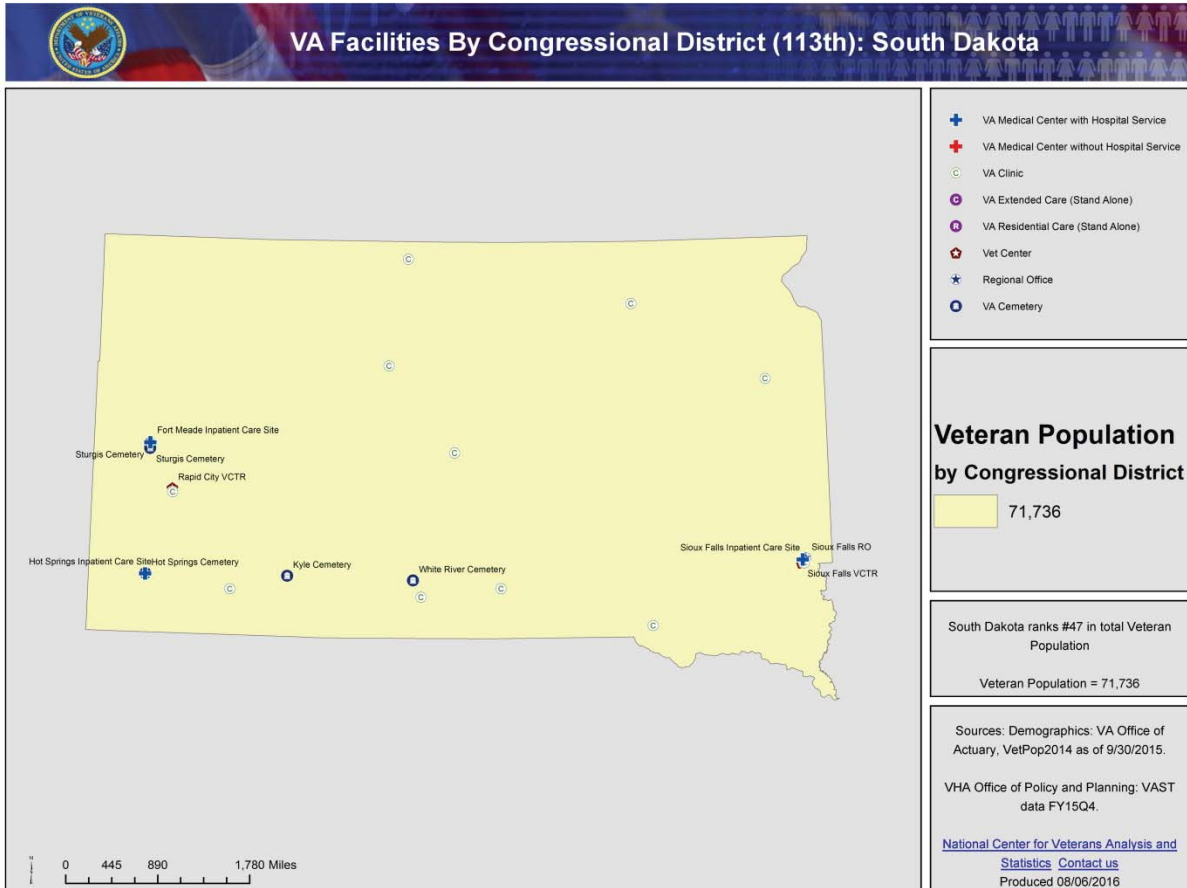 VA Facilities By Congressional District (113th): South Dakota
VA Medical Center with Hospital Service
VA Medical Center without Hospital Service
C VA Clinic
C VA Extended Care (Stand Alone)
R VA Residential Care (Stand Alone)
Vet Center
Regional Office
VA Cemetery
C
C
C
C
Fort Meade Inpatient Care Site
Sturgis Cemetery
Sturgis Cemetery
C
Rapid City VCTR
C
Sioux Falls Inpatient Care Site
Sioux Falls RO
Sioux Falls VCTR
Hot Springs Inpatient Care Site
Hot Springs Cemetery
Kyle Cemetery
White River Cemetery
C
C
C
C
Veteran Population
by Congressional District
71,736
South Dakota ranks #47 in total Veteran
Population
Veteran Population = 71,736
Sources: Demographics: VA Office of
Actuary, VetPop2014 as of 9/30/2015.
VHA Office of Policy and Planning: VAST
data FY15Q4.
National Center for Veterans Analysis and
Statistics Contact us
Produced 08/06/2016
0 445 890 1,780 Miles